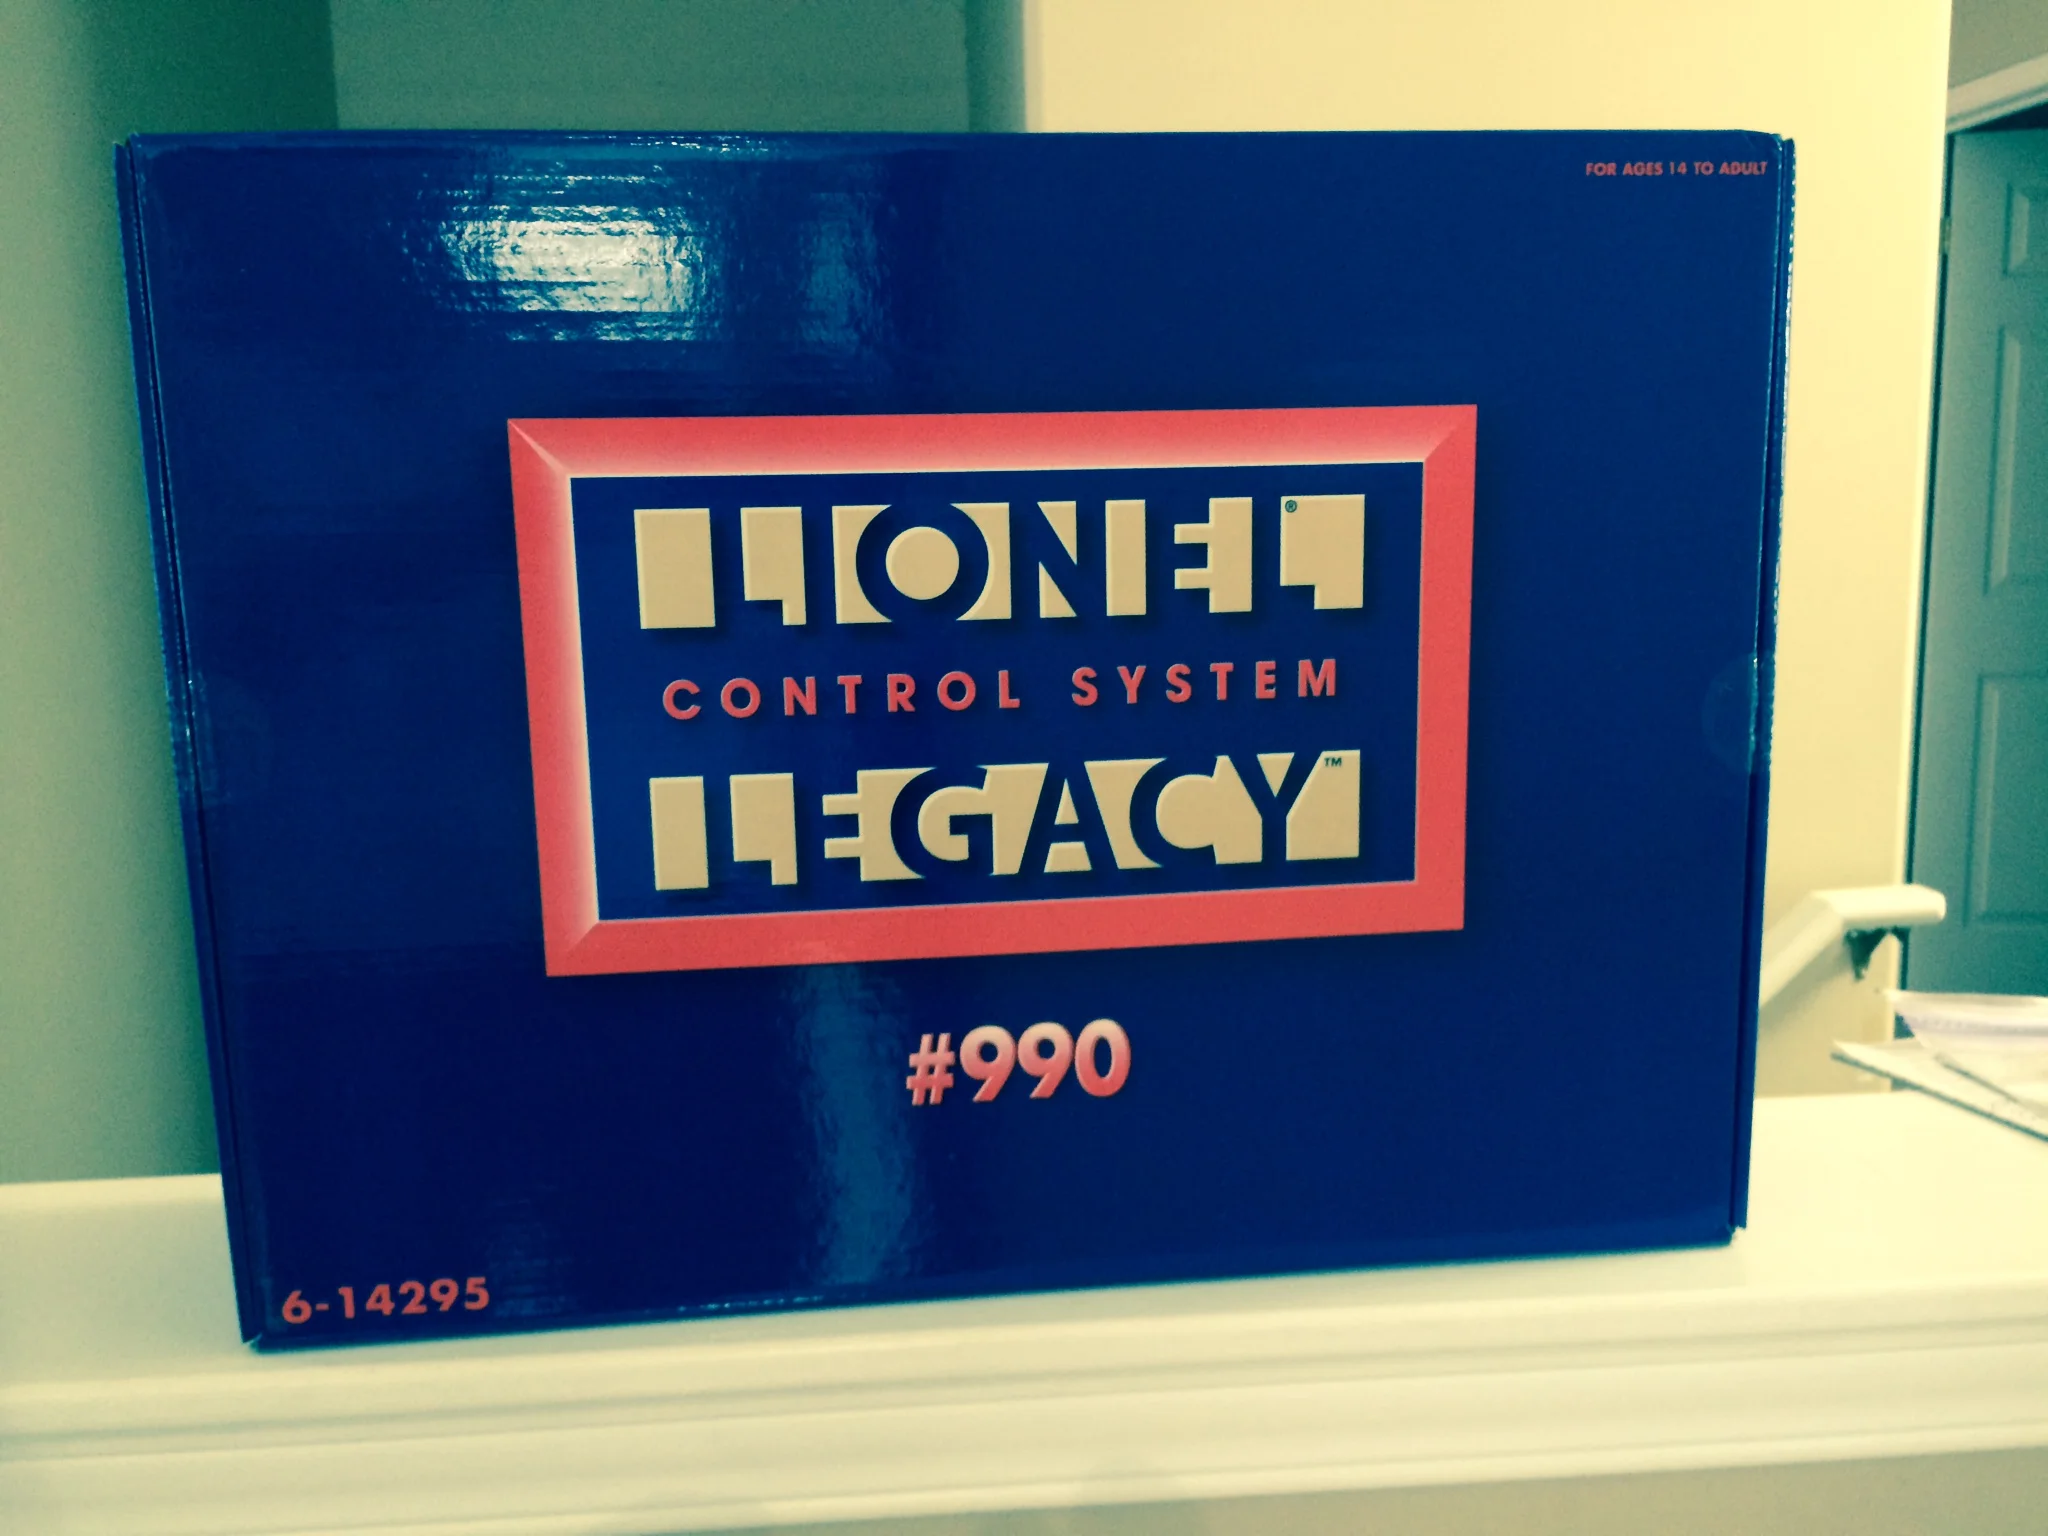 FOR AGES 14 TO ADULT
LIONEL®
CONTROL SYSTEM
LEGACY™
#990
6-14295